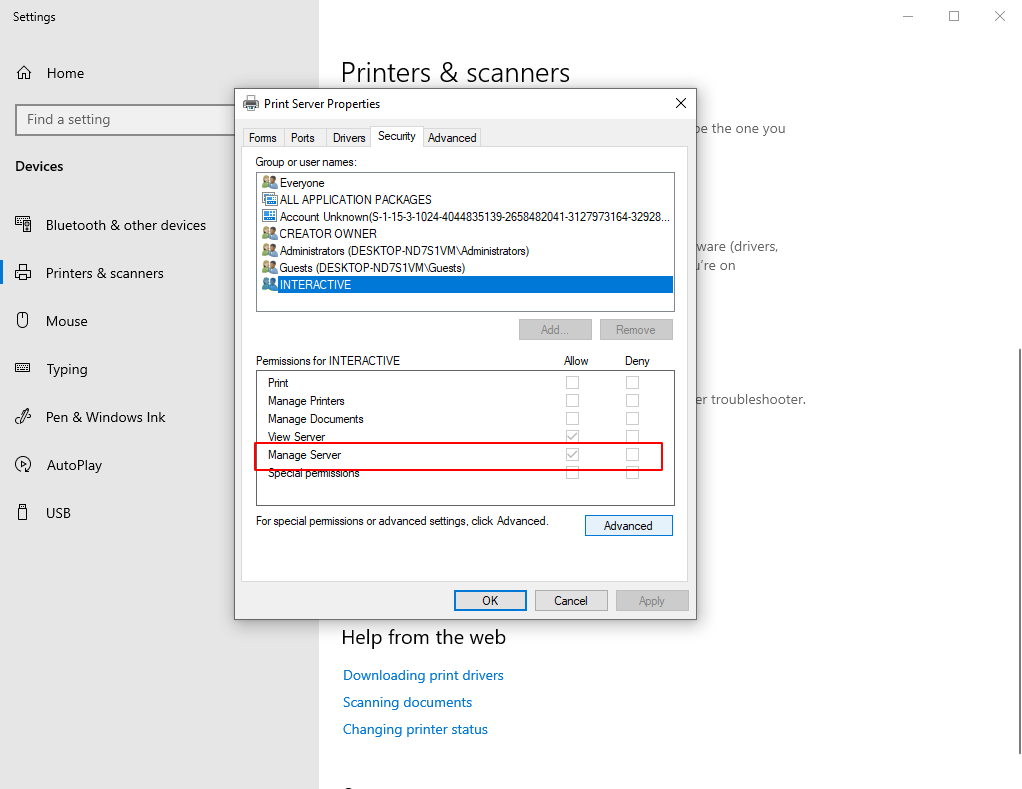 Settings
Home
Find a setting
Devices
Bluetooth & other devices
Printers & scanners
Mouse
Typing
Pen & Windows Ink
AutoPlay
USB
Printers & scanners
be the one you
ware (drivers,
u're on
er troubleshooter.
Print Server Properties
Forms Ports Drivers Security Advanced
Group or user names:
Everyone
ALL APPLICATION PACKAGES
Account Unknown(S-1-15-3-1024-4044835139-2658482041-3127973164-32928...
CREATOR OWNER
Administrators (DESKTOP-ND7S1VM\Administrators)
Guests (DESKTOP-ND7S1VM\Guests)
INTERACTIVE
Add... Remove
Permissions for INTERACTIVE Allow Deny
Print
Manage Printers
Manage Documents
View Server
Manage Server
Special permissions
For special permissions or advanced settings, click Advanced.
Advanced
OK Cancel Apply
Help from the web
Downloading print drivers
Scanning documents
Changing printer status